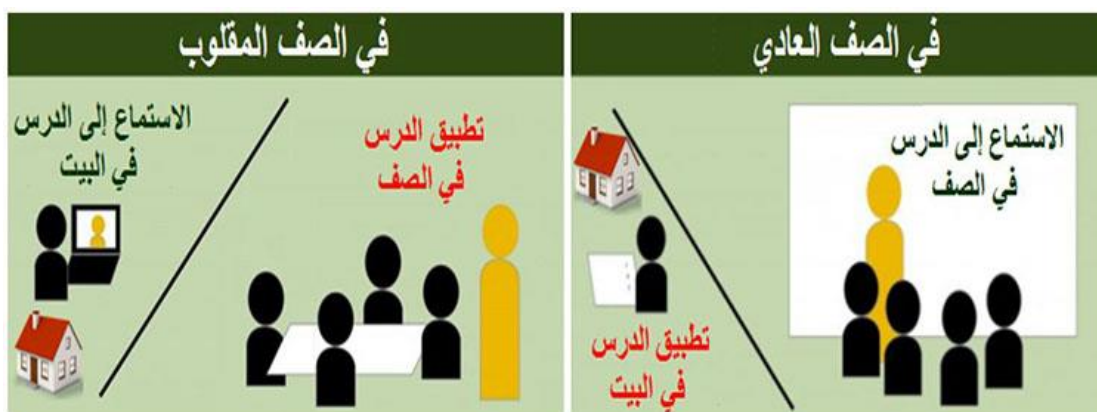 في الصف العادي
الاستماع إلى الدرس
في الصف
تطبيق الدرس
في البيت
في الصف المقلوب
تطبيق الدرس
في الصف
الاستماع إلى الدرس
في البيت